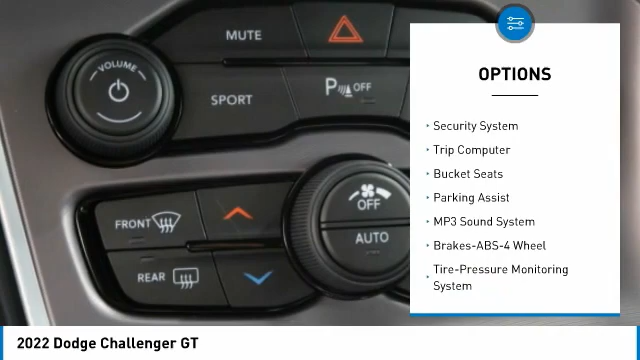 MUTE
VOLUME
SPORT
P OFF
OFF
AUTO
FRONT
REAR
OPTIONS
Security System
Trip Computer
Bucket Seats
Parking Assist
MP3 Sound System
Brakes-ABS-4 Wheel
Tire-Pressure Monitoring
System
2022 Dodge Challenger GT